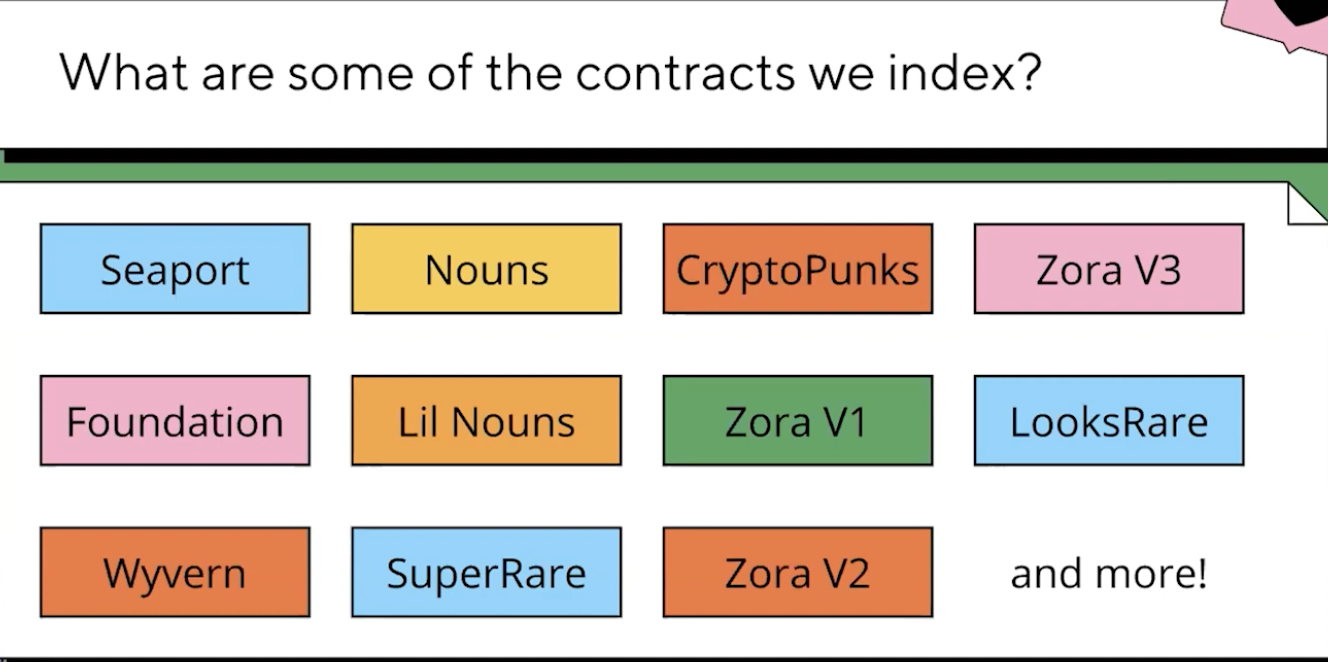 What are some of the contracts we index?
Seaport Nouns CryptoPunks Zora V3
Foundation Lil Nouns Zora V1 LooksRare
Wyvern SuperRare Zora V2 and more!